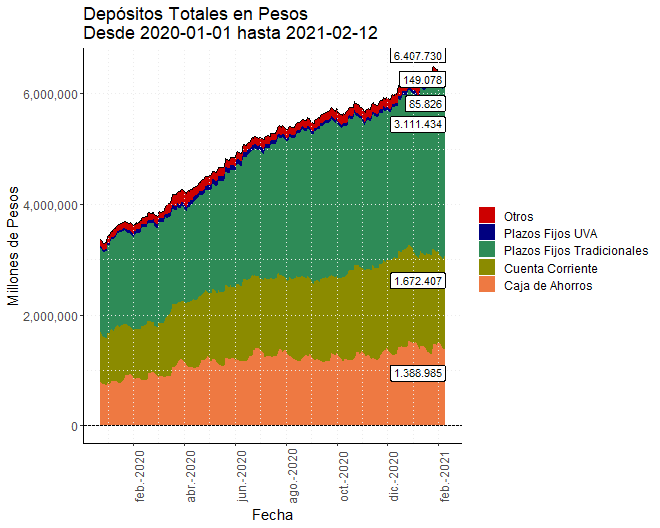 Depósitos Totales en Pesos
Desde 2020-01-01 hasta 2021-02-12
6.407.730
149.078
85.826
3.111.434
1.672.407
1.388.985
6,000,000
4,000,000
2,000,000
0
Millones de Pesos
feb.-2020
abr.-2020
jun.-2020
ago.-2020
oct.-2020
dic.-2020
feb.-2021
Fecha
Otros
Plazos Fijos UVA
Plazos Fijos Tradicionales
Cuenta Corriente
Caja de Ahorros